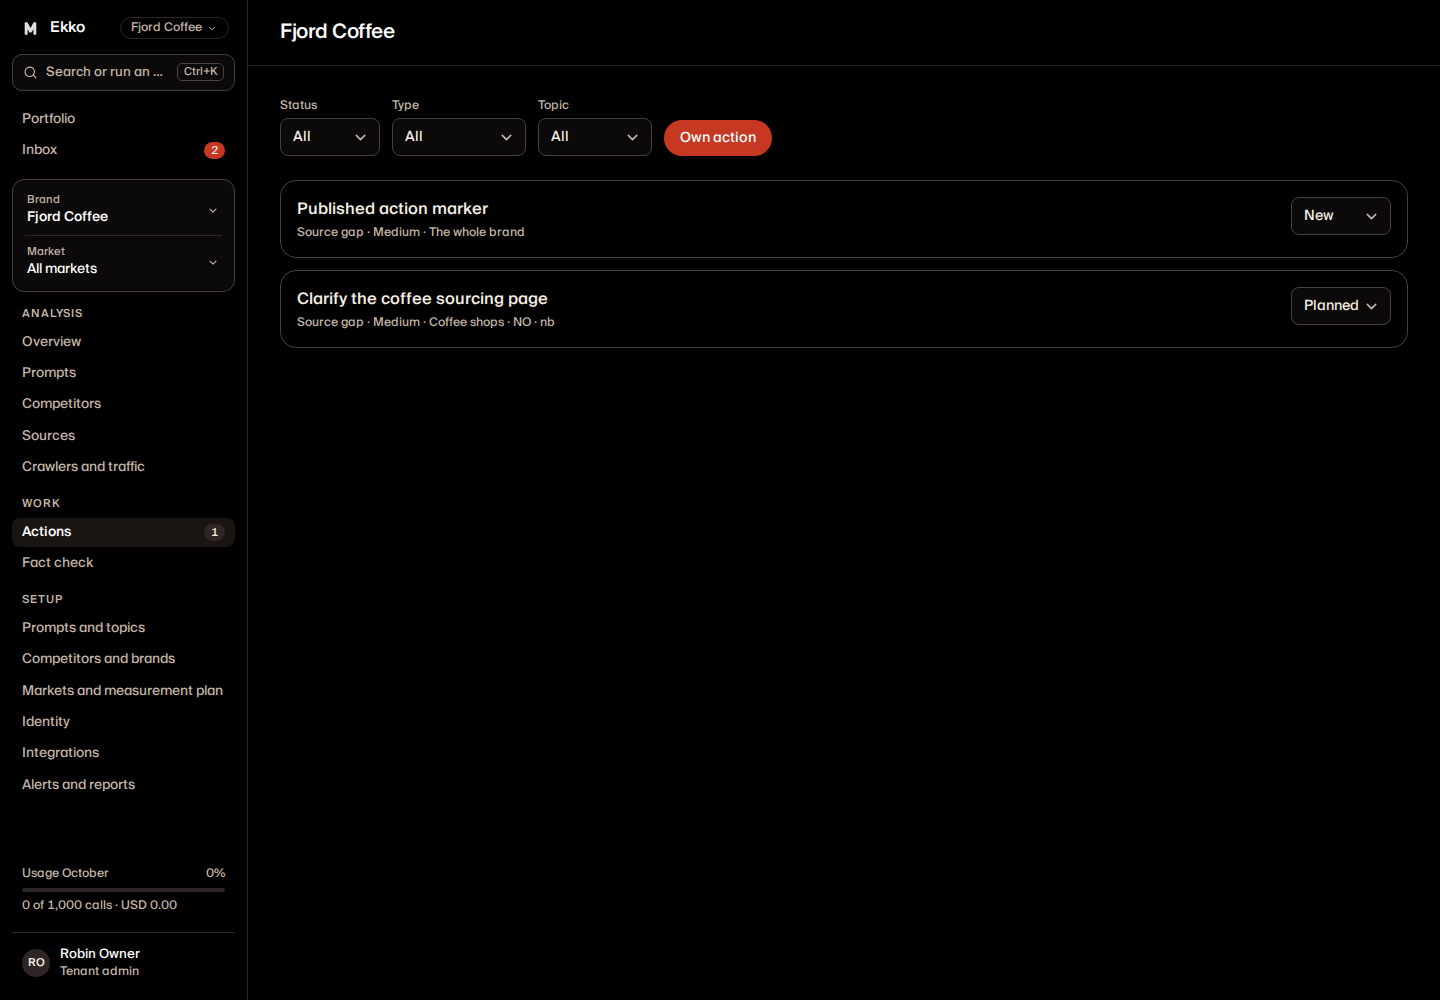 Ekko
Fjord Coffee
Search or run an ...
Ctrl+K
Portfolio
Inbox
2
Brand
Fjord Coffee
Market
All markets
ANALYSIS
Overview
Prompts
Competitors
Sources
Crawlers and traffic
WORK
Actions
1
Fact check
SETUP
Prompts and topics
Competitors and brands
Markets and measurement plan
Identity
Integrations
Alerts and reports
Usage October
0%
0 of 1,000 calls · USD 0.00
RO
Robin Owner
Tenant admin
Fjord Coffee
Status
Type
Topic
All
All
All
Own action
Published action marker
Source gap · Medium · The whole brand
New
Clarify the coffee sourcing page
Source gap · Medium · Coffee shops · NO · nb
Planned